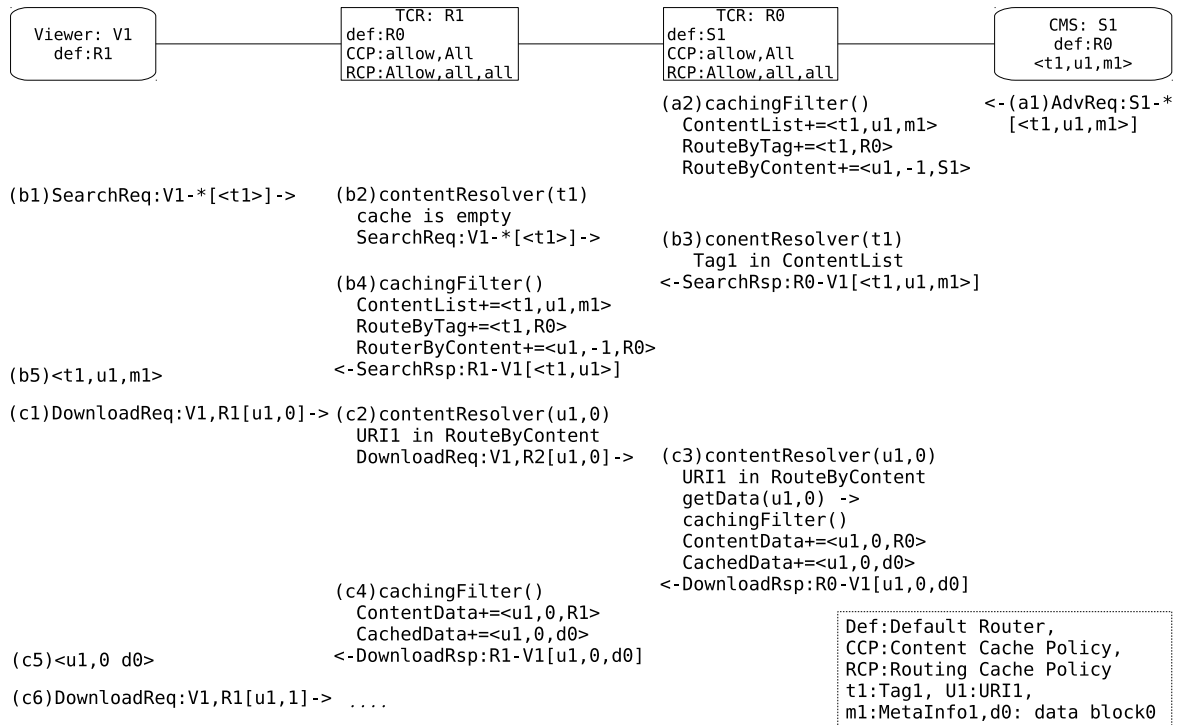 Viewer: V1
def:R1
TCR: R1
def:R0
CCP:allow,All
RCP:Allow,all,all
TCR: R0
def:S1
CCP:allow,All
RCP:Allow,all,all
CMS: S1
def:R0
<t1,u1,m1>
(a2)cachingFilter()
ContentList+=<t1,u1,m1>
RouteByTag+=<t1,R0>
RouteByContent+=<u1,-1,S1>
<-(a1)AdvReq:S1-*
[<t1,u1,m1>]
(b1)SearchReq:V1-*[<t1>]->
(b2)contentResolver(t1)
cache is empty
SearchReq:V1-*[<t1>]->
(b3)conentResolver(t1)
Tag1 in ContentList
<-SearchRsp:R0-V1[<t1,u1,m1>]
(b4)cachingFilter()
ContentList+=<t1,u1,m1>
RouteByTag+=<t1,R0>
RouterByContent+=<u1,-1,R0>
<-SearchRsp:R1-V1[<t1,u1>]
(b5)<t1,u1,m1>
(c1)DownloadReq:V1,R1[u1,0]->
(c2)contentResolver(u1,0)
URI1 in RouteByContent
DownloadReq:V1,R2[u1,0]->
(c3)contentResolver(u1,0)
URI1 in RouteByContent
getData(u1,0) ->
cachingFilter()
ContentData+=<u1,0,R0>
CachedData+=<u1,0,d0>
<-DownloadRsp:R0-V1[u1,0,d0]
(c4)cachingFilter()
ContentData+=<u1,0,R1>
CachedData+=<u1,0,d0>
<-DownloadRsp:R1-V1[u1,0,d0]
(c5)<u1,0 d0>
(c6)DownloadReq:V1,R1[u1,1]-> ....
Def:Default Router,
CCP:Content Cache Policy,
RCP:Routing Cache Policy
t1:Tag1, U1:URI1,
m1:MetaInfo1,d0: data block0